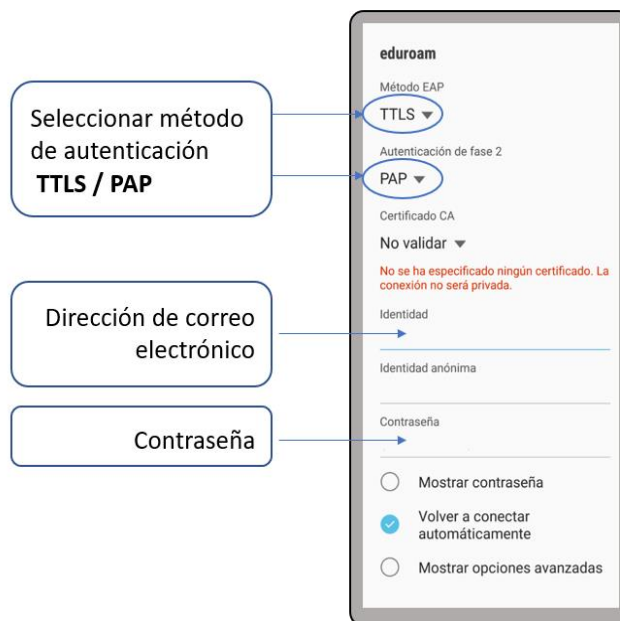 Seleccionar método
de autenticación
TTLS / PAP
Dirección de correo
electrónico
Contraseña
eduroam
Método EAP
TTLS
Autenticación de fase 2
PAP
Certificado CA
No validar
No se ha especificado ningún certificado. La
conexión no será privada.
Identidad
Identidad anónima
Contraseña
Mostrar contraseña
Volver a conectar
automáticamente
Mostrar opciones avanzadas